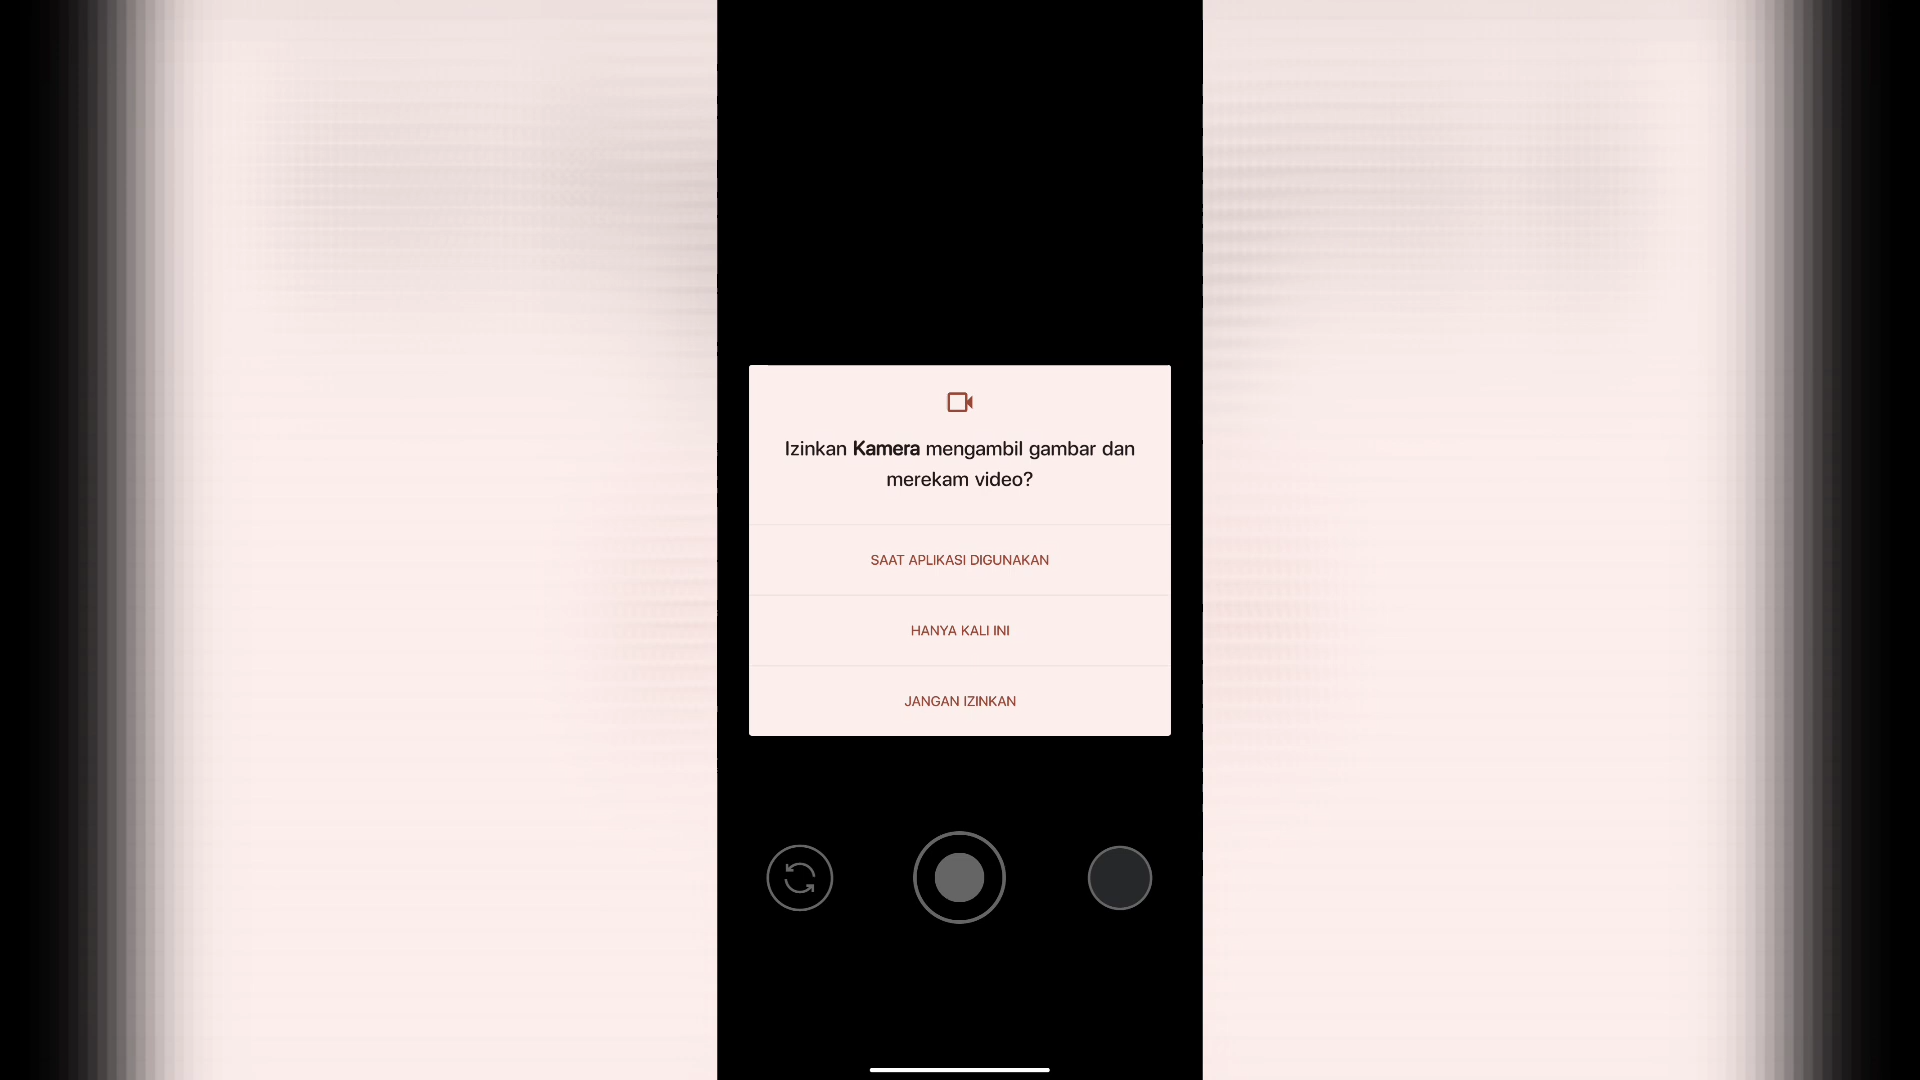 Izinkan Kamera mengambil gambar dan
merekam video?
SAAT APLIKASI DIGUNAKAN
HANYA KALI INI
JANGAN IZINKAN